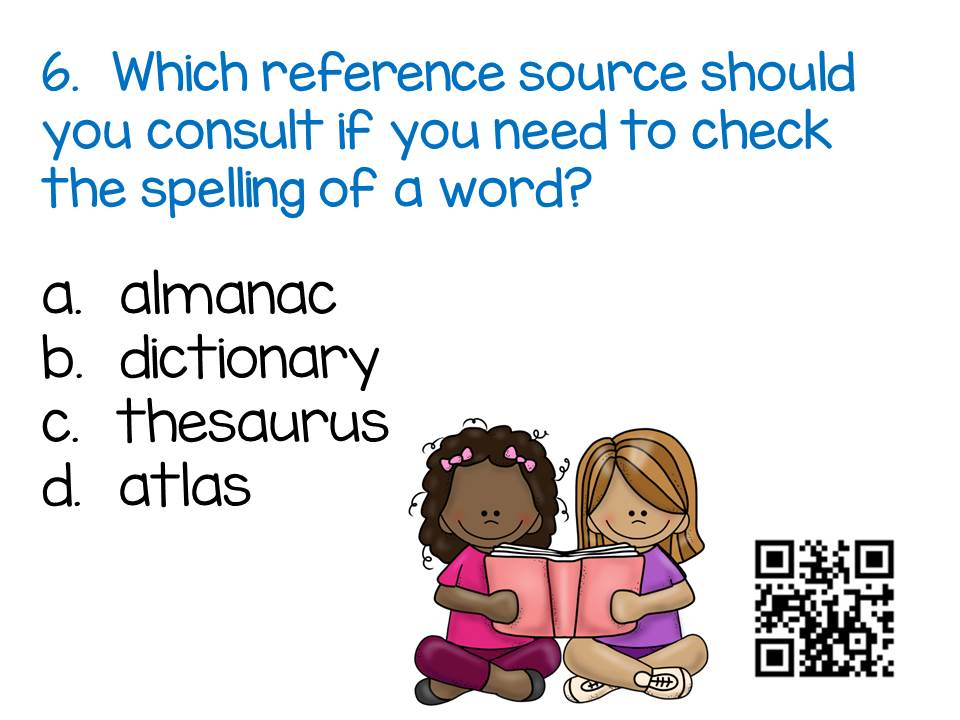 6. Which reference source should
you consult if you need to check
the spelling of a word?
a. almanac
b. dictionary
c. thesaurus
d. atlas